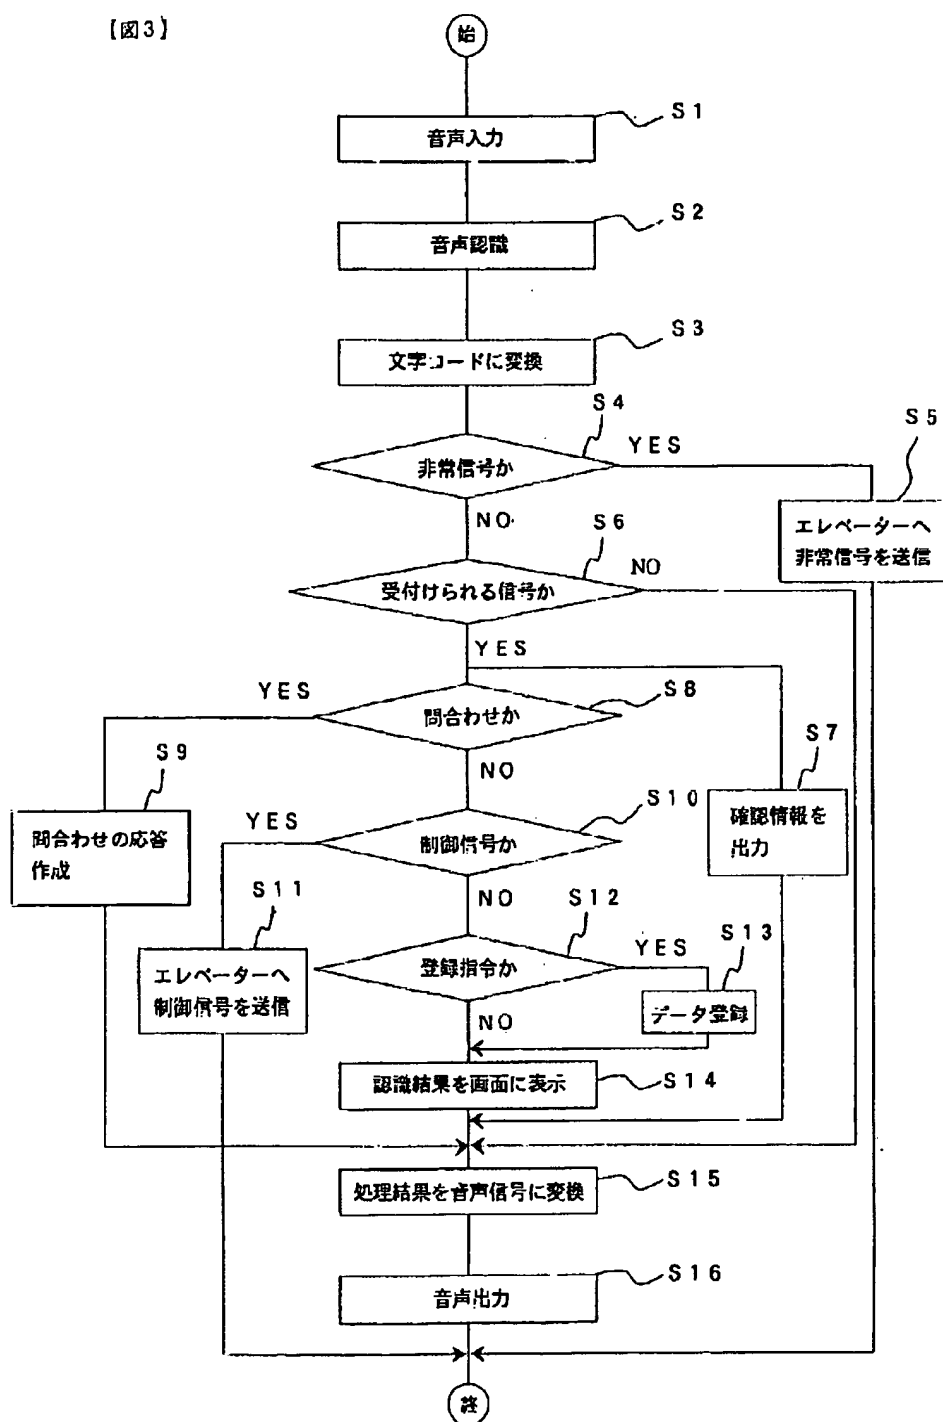 【図3】
始
S1
音声入力
S2
音声認識
S3
文字コードに変換
S4
非常信号か
YES
S5
NO
エレベーターへ
非常信号を送信
S6
受付けられる信号か
NO
YES
YES
S8
問合わせか
S7
S9
NO
確認情報を
出力
問合わせの応答
作成
YES
S10
制御信号か
S11
NO
S12
エレベーターへ
制御信号を送信
登録指令か
YES
S13
データ登録
NO
認識結果を画面に表示
S14
処理結果を音声信号に変換
S15
音声出力
S16
終